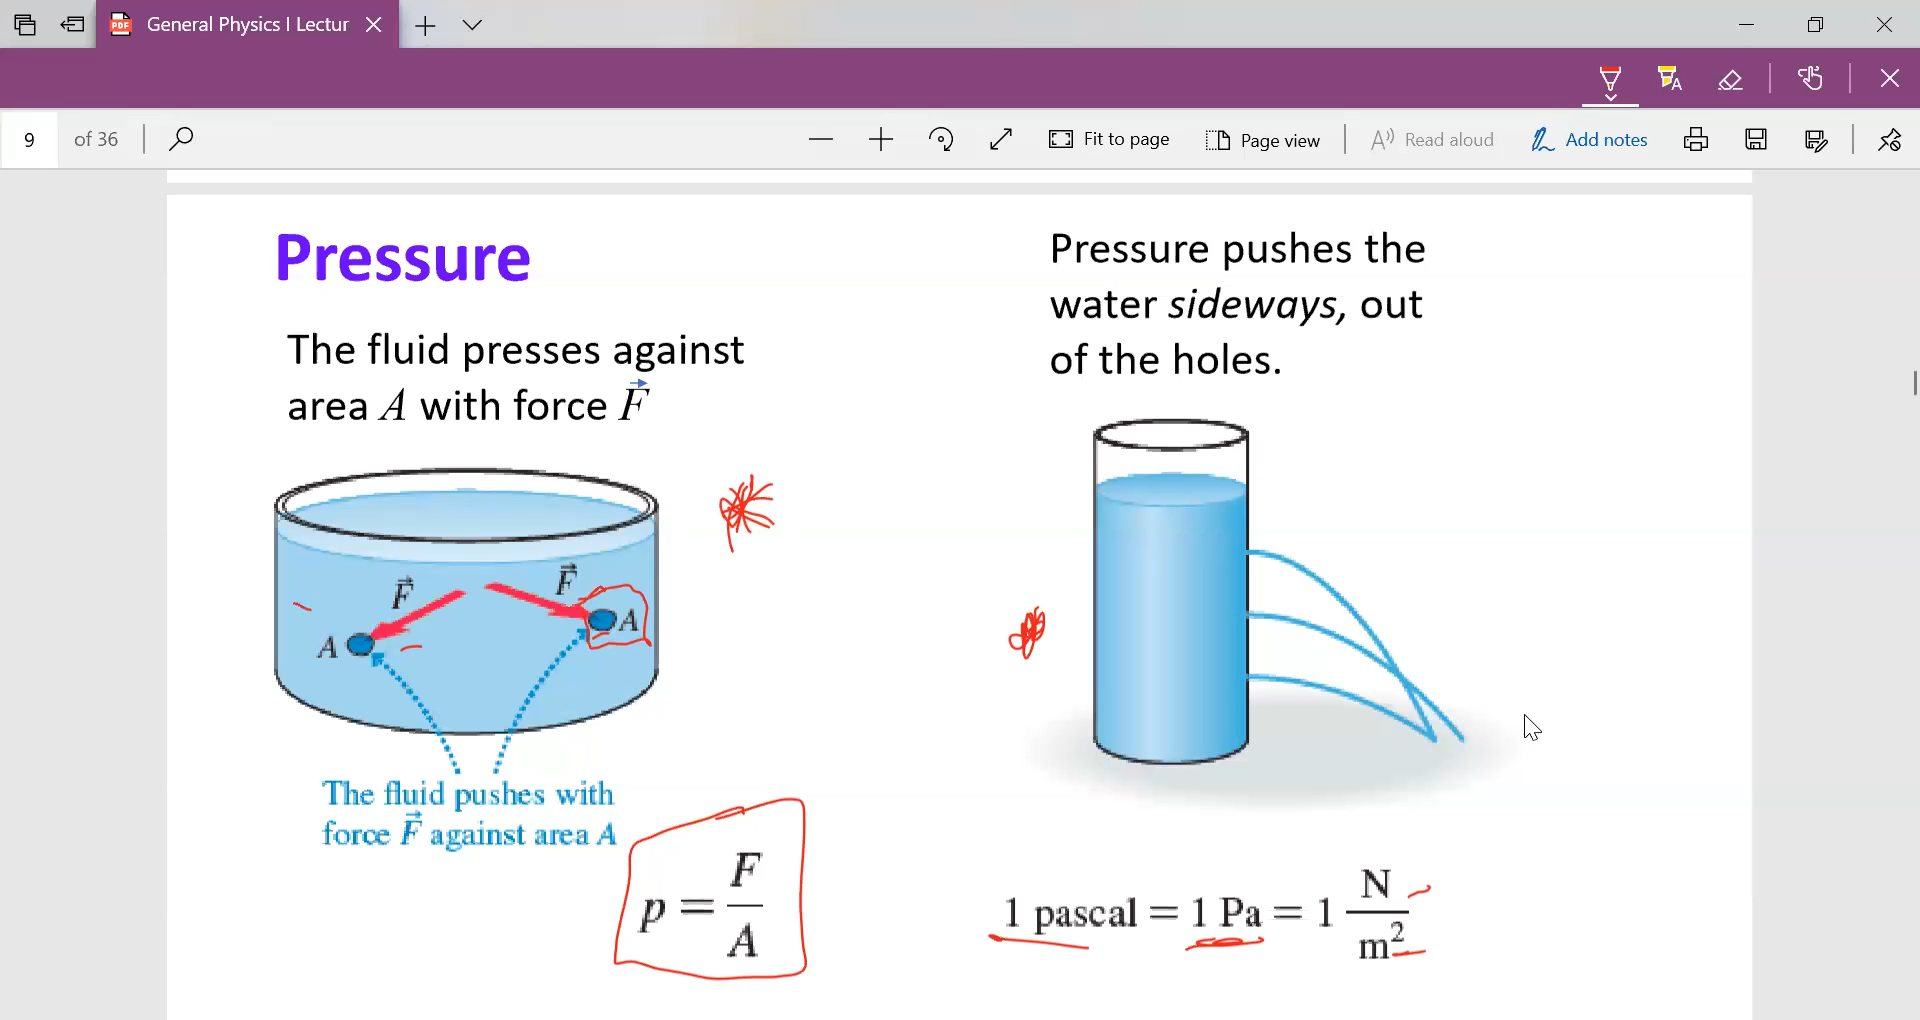 General Physics I Lectur
9 of 36
Fit to page
Page view
Read aloud
Add notes
Pressure
The fluid presses against
area A with force F⃗
F⃗
F⃗
A
A
The fluid pushes with
force F⃗ against area A
p = F/A
Pressure pushes the
water sideways, out
of the holes.
1 pascal = 1 Pa = 1 N/m²